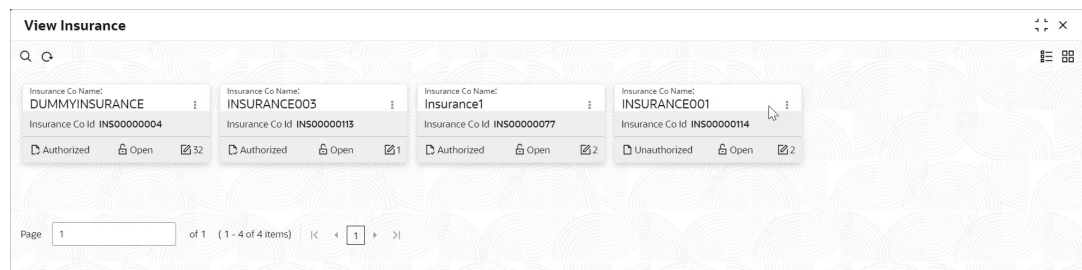 View Insurance
Insurance Co Name:
DUMMYINSURANCE
Insurance Co Id INS00000004
Authorized Open 32
Insurance Co Name:
INSURANCE003
Insurance Co Id INS00000113
Authorized Open 1
Insurance Co Name:
Insurance1
Insurance Co Id INS00000077
Authorized Open 2
Insurance Co Name:
INSURANCE001
Insurance Co Id INS00000114
Unauthorized Open 2
Page 1 of 1 (1 - 4 of 4 items) 1